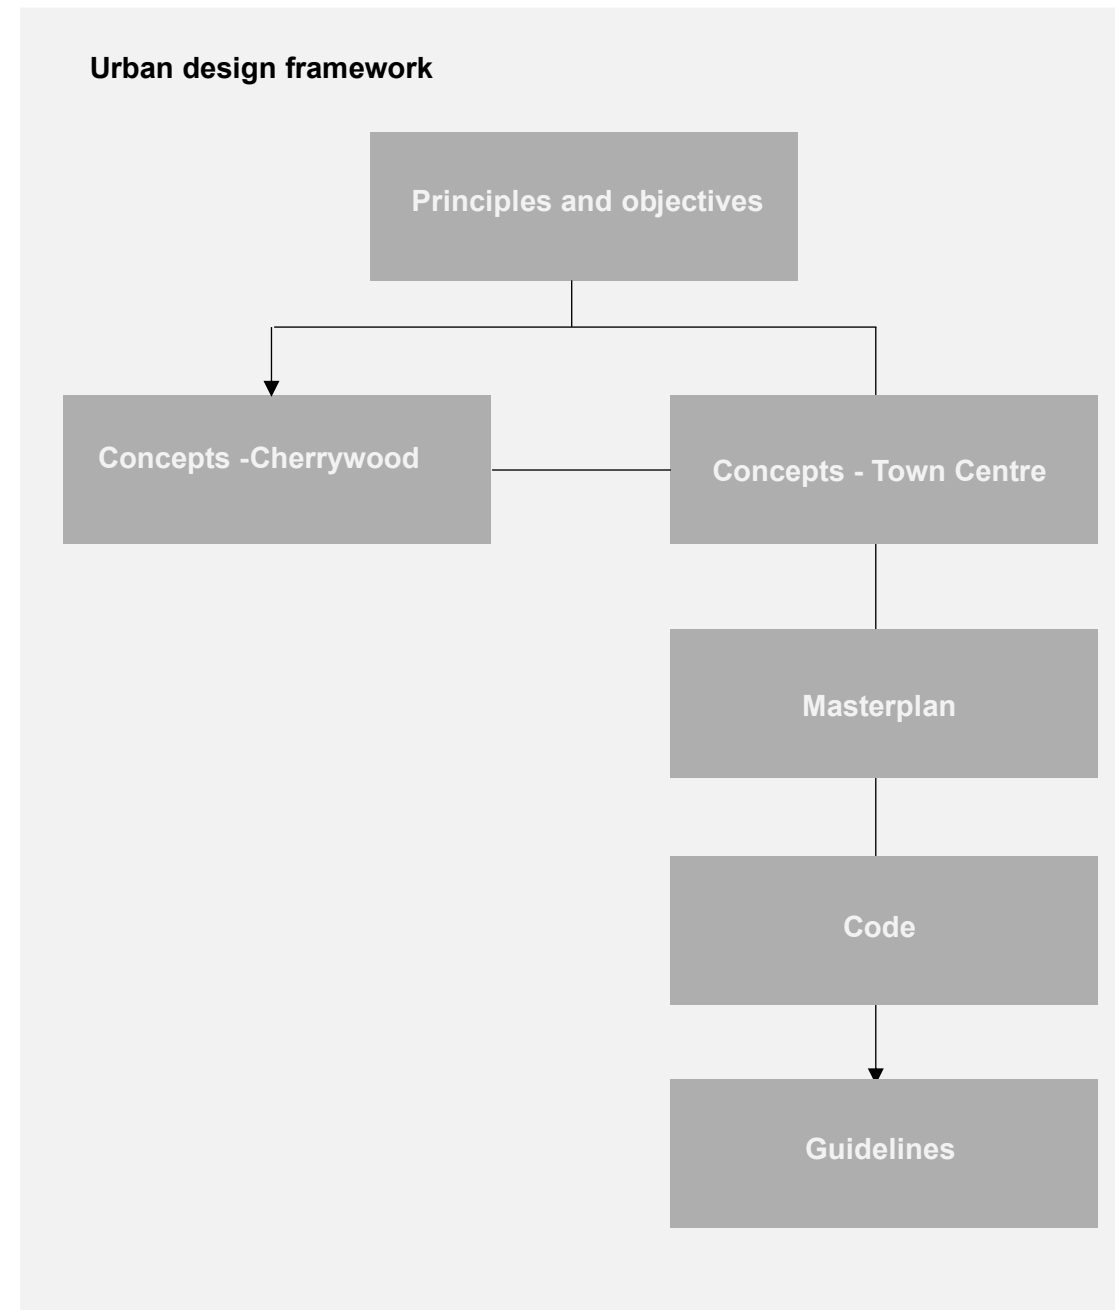 Urban design framework
Principles and objectives
Concepts -Cherrywood
Concepts - Town Centre
Masterplan
Code
Guidelines